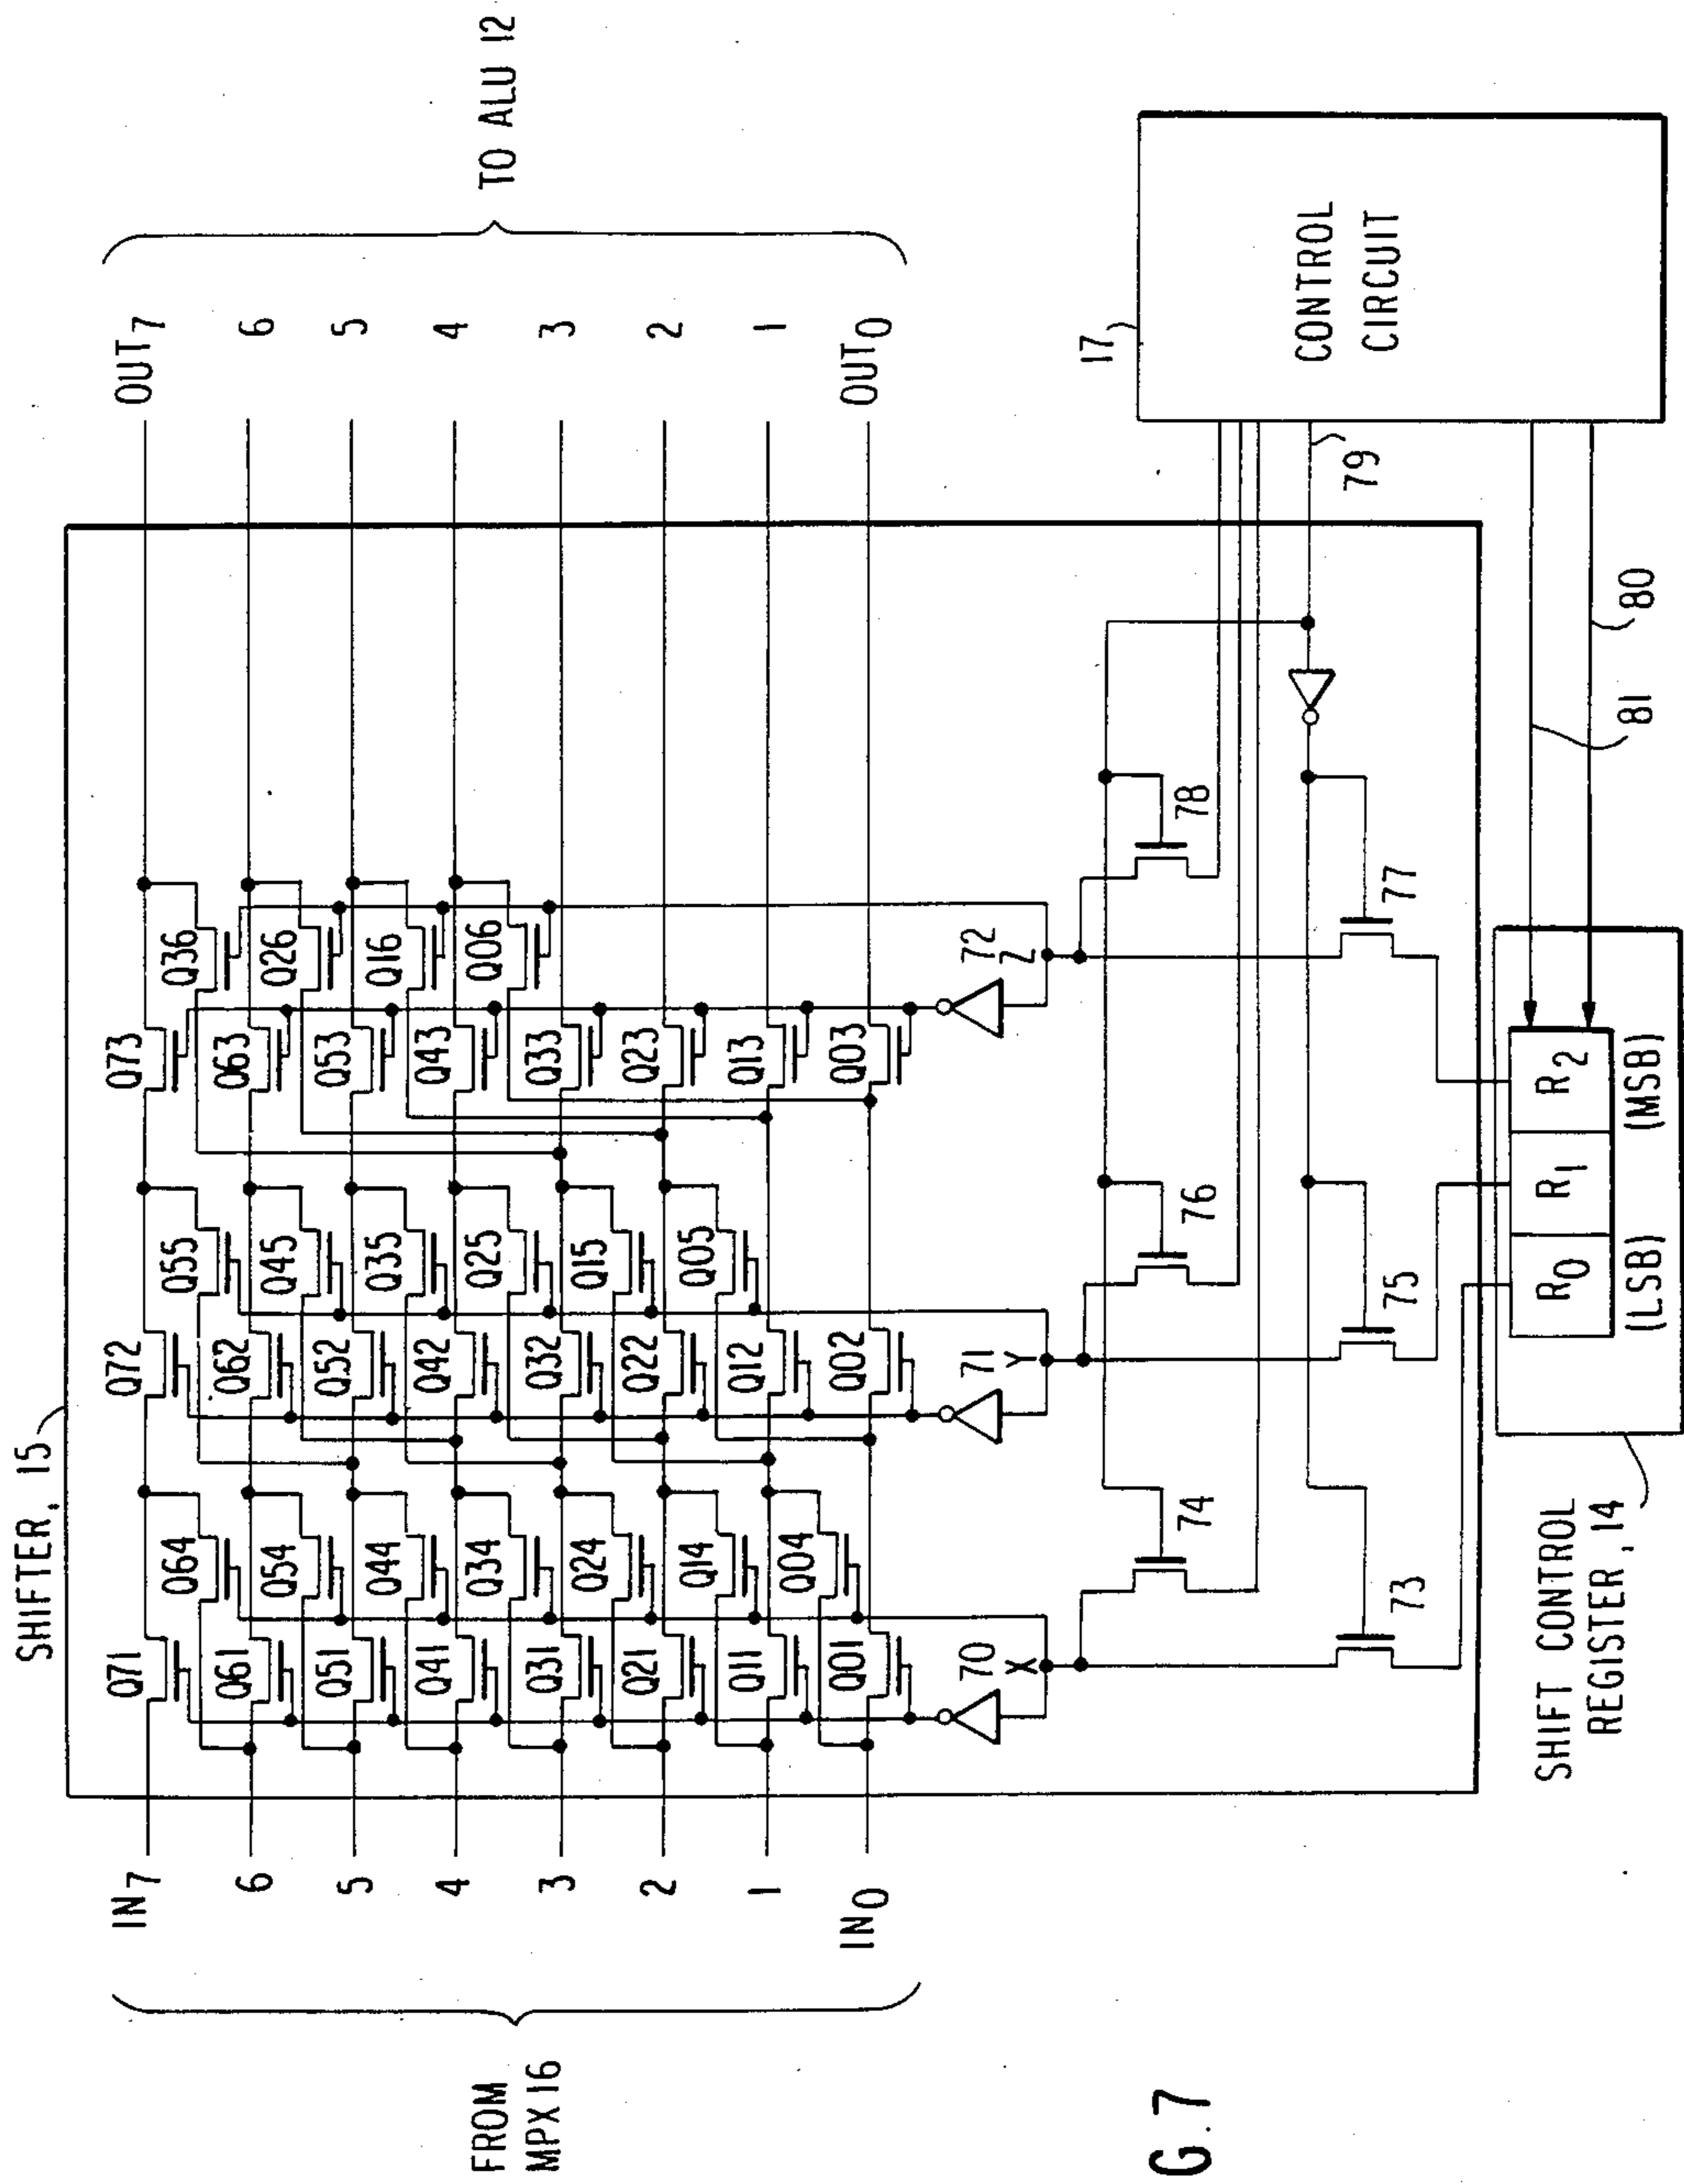 SHIFTER, 15
IN7
6
5
4
3
2
1
IN0
FROM
MPX 16
OUT7
6
5
4
3
2
1
OUT0
TO ALU 12
Q71
Q64
Q61
Q54
Q51
Q44
Q41
Q34
Q31
Q24
Q21
Q14
Q11
Q04
Q01
Q72
Q55
Q62
Q45
Q52
Q35
Q42
Q25
Q32
Q15
Q22
Q05
Q12
Q02
Q73
Q36
Q63
Q26
Q53
Q16
Q43
Q06
Q33
Q23
Q13
Q03
70
X
71
Y
72
Z
74
76
78
73
75
77
79
17
CONTROL
CIRCUIT
81
80
R0
R1
R2
(LSB)
(MSB)
SHIFT CONTROL
REGISTER, 14
G.7